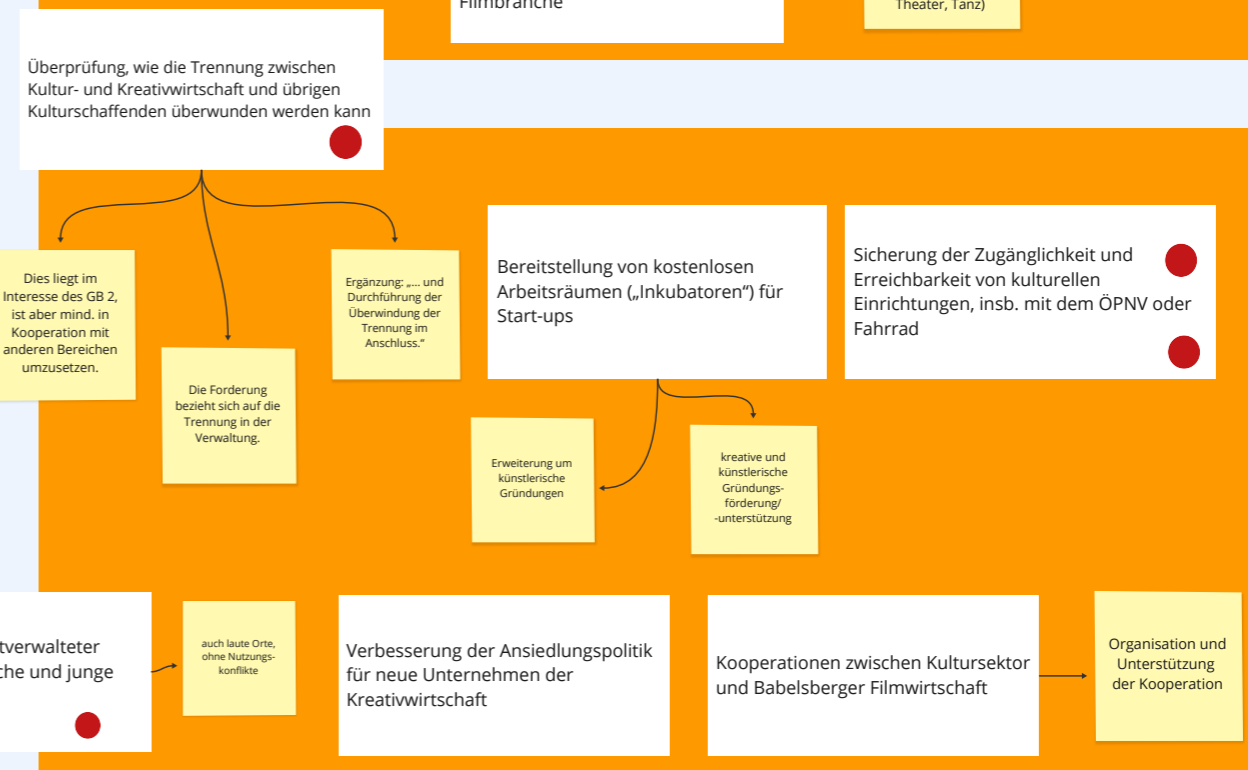 Filmbranche
Theater, Tanz)
Überprüfung, wie die Trennung zwischen
Kultur- und Kreativwirtschaft und übrigen
Kulturschaffenden überwunden werden kann
Dies liegt im
Interesse des GB 2,
ist aber mind. in
Kooperation mit
anderen Bereichen
umzusetzen.
Die Forderung
bezieht sich auf die
Trennung in der
Verwaltung.
Ergänzung: „... und
Durchführung der
Überwindung der
Trennung im
Anschluss.“
Bereitstellung von kostenlosen
Arbeitsräumen („Inkubatoren“) für
Start-ups
Erweiterung um
künstlerische
Gründungen
kreative und
künstlerische
Gründungs-
förderung/
-unterstützung
Sicherung der Zugänglichkeit und
Erreichbarkeit von kulturellen
Einrichtungen, insb. mit dem ÖPNV oder
Fahrrad
tverwalteter
che und junge
auch laute Orte,
ohne Nutzungs-
konflikte
Verbesserung der Ansiedlungspolitik
für neue Unternehmen der
Kreativwirtschaft
Kooperationen zwischen Kultursektor
und Babelsberger Filmwirtschaft
Organisation und
Unterstützung
der Kooperation